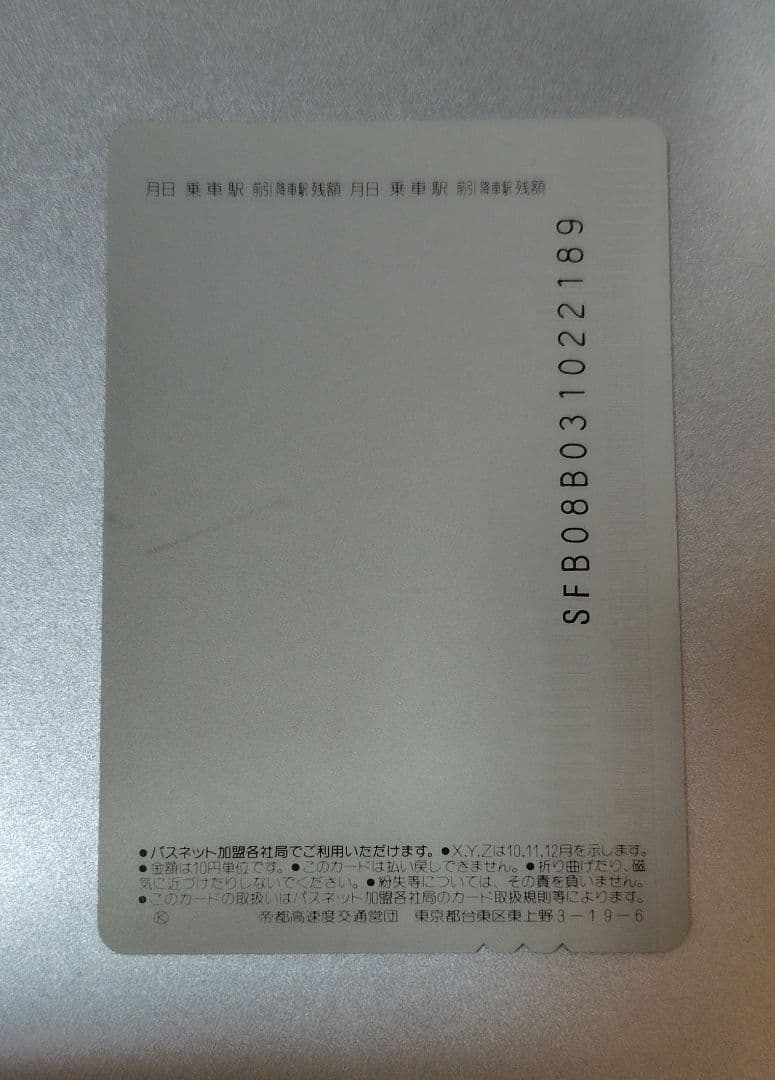 月日 乗車駅 前引 降車駅 残額 月日 乗車駅 前引 降車駅 残額
SFB08B031022189
●パスネット加盟各社局でご利用いただけます。●X,Y,Zは10,11,12月を示します。
●金額は10円単位です。●このカードは払い戻しできません。●折り曲げたり、磁
気に近づけたりしないでください。●紛失等については、その責を負いません。
●このカードの取扱いはパスネット加盟各社局のカード取扱規則等によります。
Ⓚ 帝都高速度交通営団 東京都台東区東上野3-19-6